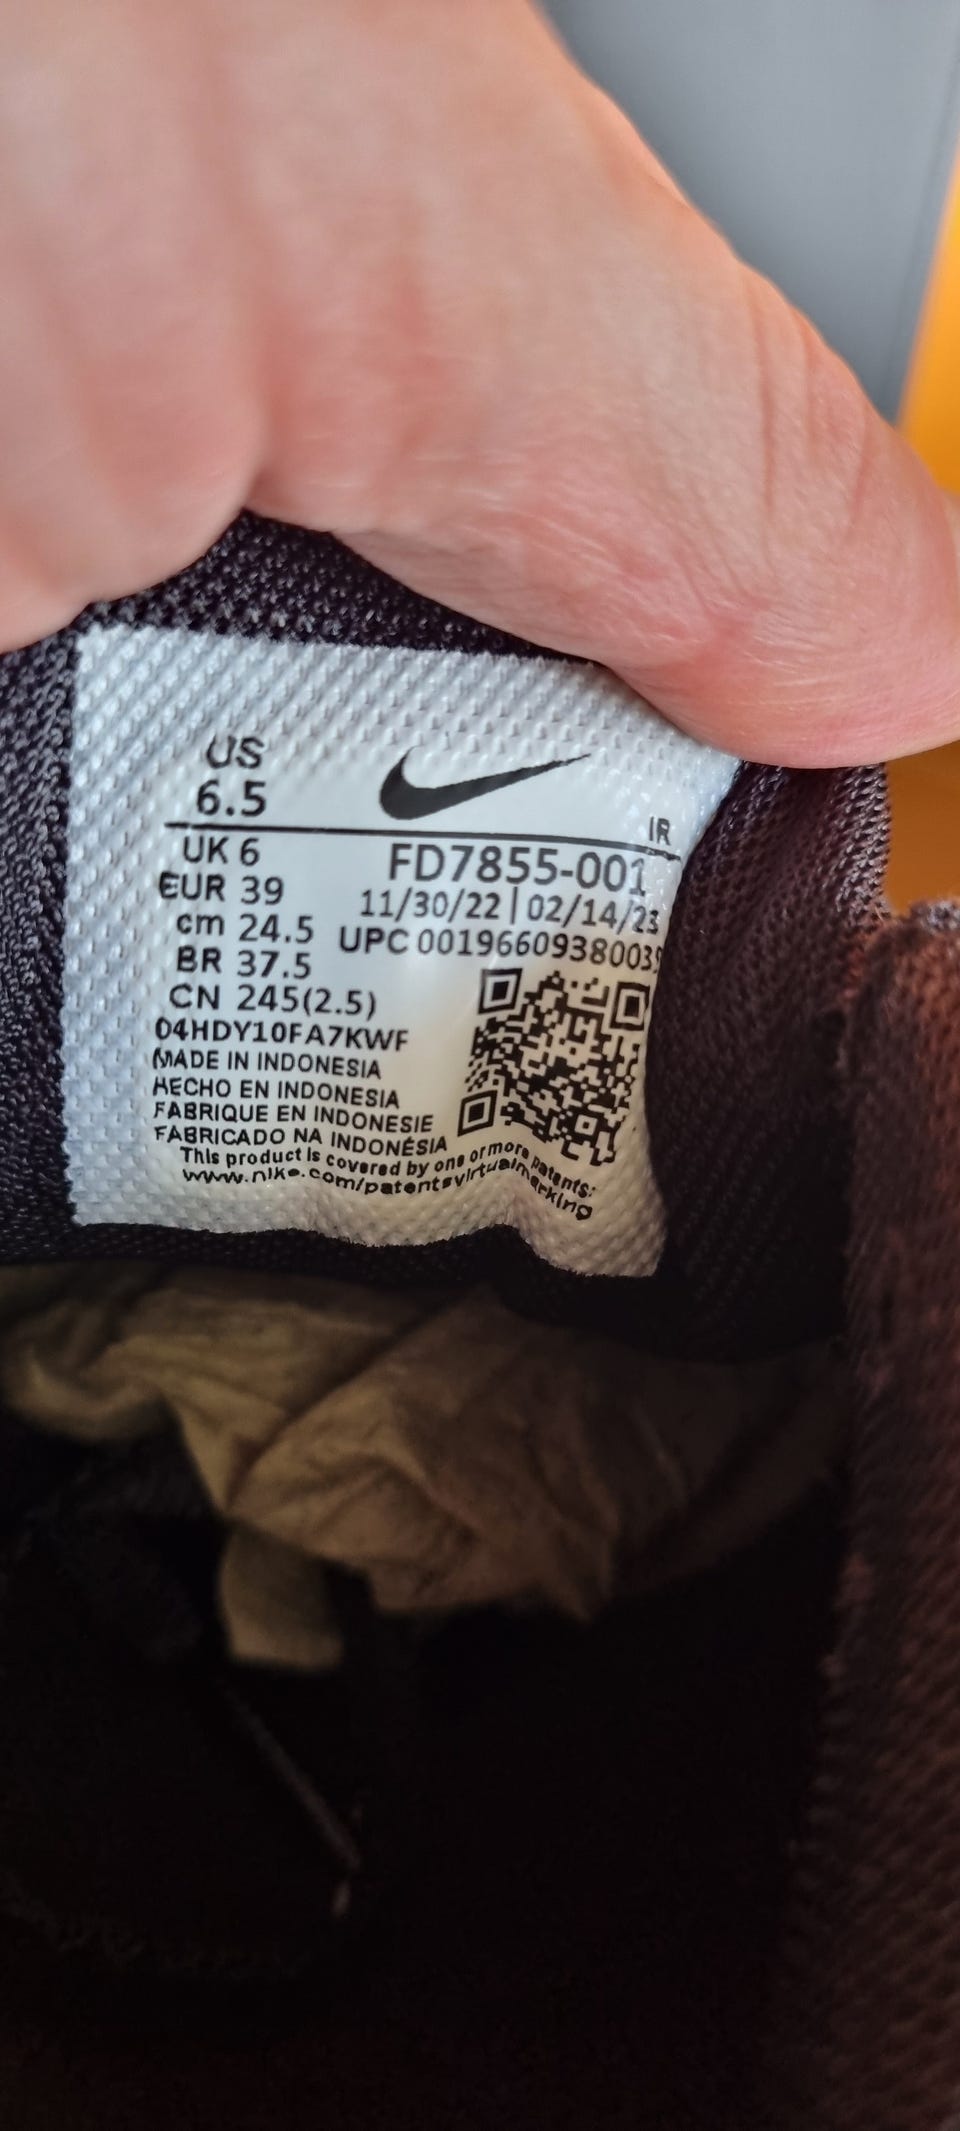 US
6.5
IR
UK 6
EUR 39
cm 24.5
BR 37.5
CN 245(2.5)
FD7855-001
11/30/22 | 02/14/23
UPC 00196609380039
04HDY10FA7KWF
MADE IN INDONESIA
HECHO EN INDONESIA
FABRIQUE EN INDONESIE
FABRICADO NA INDONÉSIA
This product is covered by one or more patents:
www.nike.com/patentsvirtualmarking